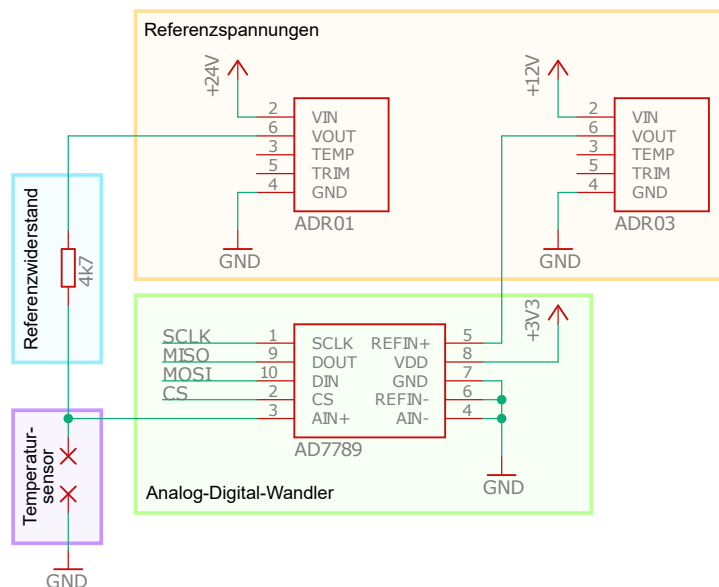 Referenzspannungen
+24V
2 VIN
6 VOUT
3 TEMP
5 TRIM
4 GND
ADR01
GND
+12V
2 VIN
6 VOUT
3 TEMP
5 TRIM
4 GND
ADR03
GND
Referenzwiderstand
4k7
+3V3
SCLK 1 SCLK REFIN+ 5
MISO 9 DOUT VDD 8
MOSI 10 DIN GND 7
CS 2 CS REFIN- 6
3 AIN+ AIN- 4
AD7789
GND
Analog-Digital-Wandler
Temperatur-
sensor
GND